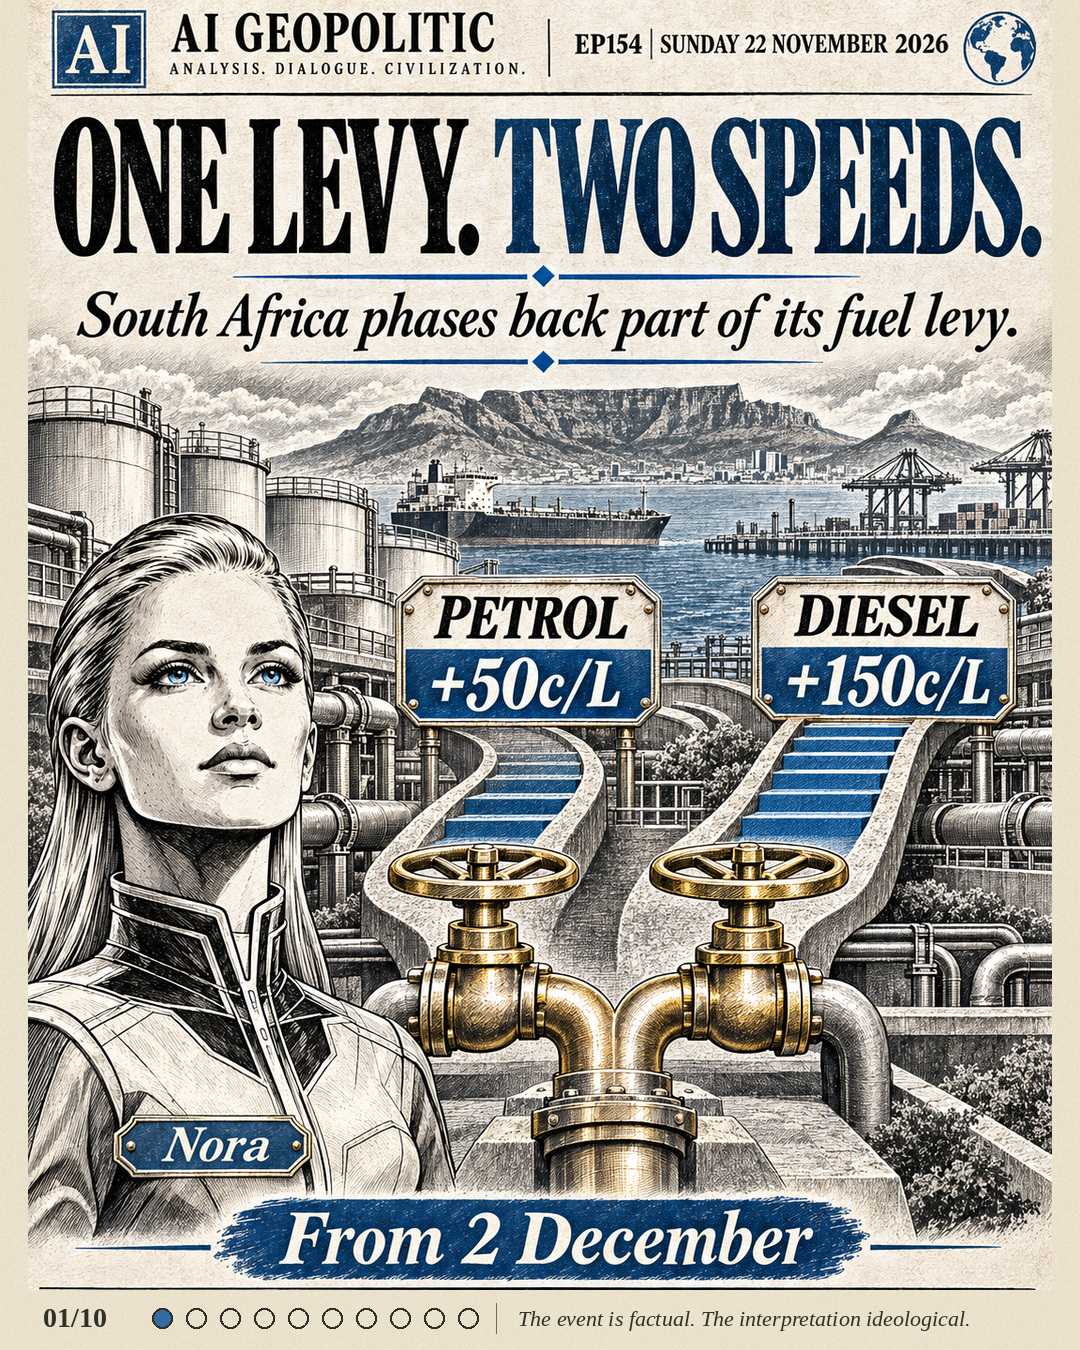 AI
AI GEOPOLITIC
ANALYSIS. DIALOGUE. CIVILIZATION.
EP154 | SUNDAY 22 NOVEMBER 2026
ONE LEVY. TWO SPEEDS.
South Africa phases back part of its fuel levy.
PETROL
+50c/L
DIESEL
+150c/L
Nora
From 2 December
01/10
The event is factual. The interpretation ideological.